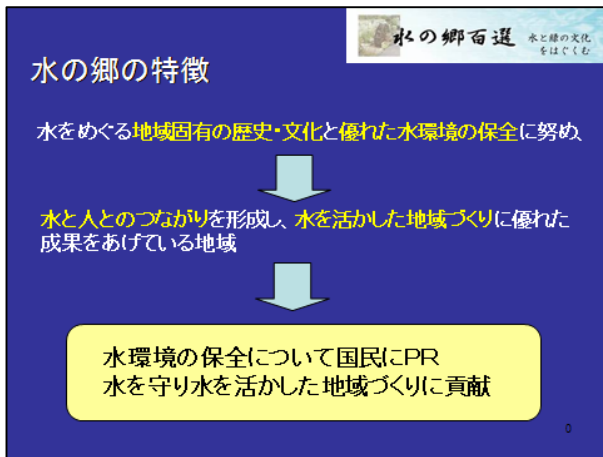 水の郷百選 水と緑の文化
をはぐくむ
水の郷の特徴
水をめぐる地域固有の歴史・文化と優れた水環境の保全に努め、
水と人とのつながりを形成し、水を活かした地域づくりに優れた
成果をあげている地域
水環境の保全について国民にPR
水を守り水を活かした地域づくりに貢献
0